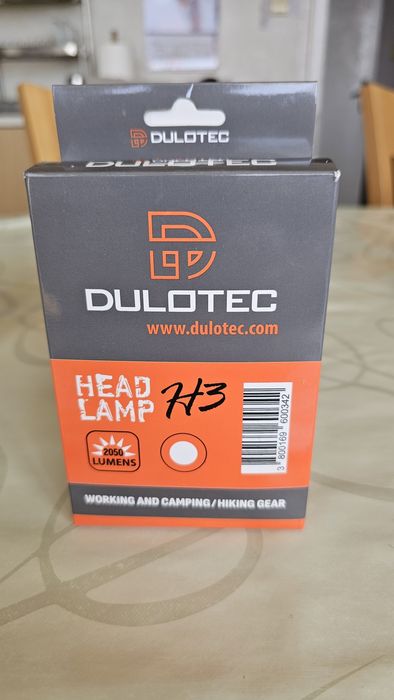 DULOTEC
DULOTEC
DULOTEC
www.dulotec.com
HEAD
LAMP
H3
2050
LUMENS
3 800169 600342
WORKING AND CAMPING/HIKING GEAR